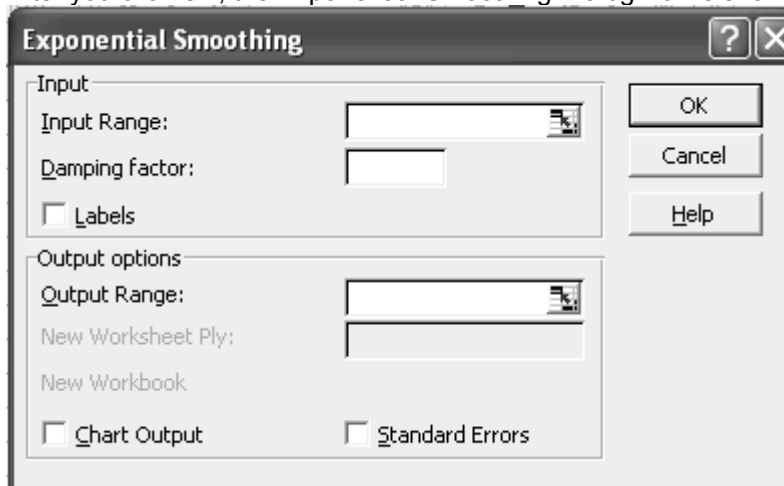 Exponential Smoothing
Input
Input Range:
Damping factor:
Labels
OK
Cancel
Help
Output options
Output Range:
New Worksheet Ply:
New Workbook
Chart Output
Standard Errors